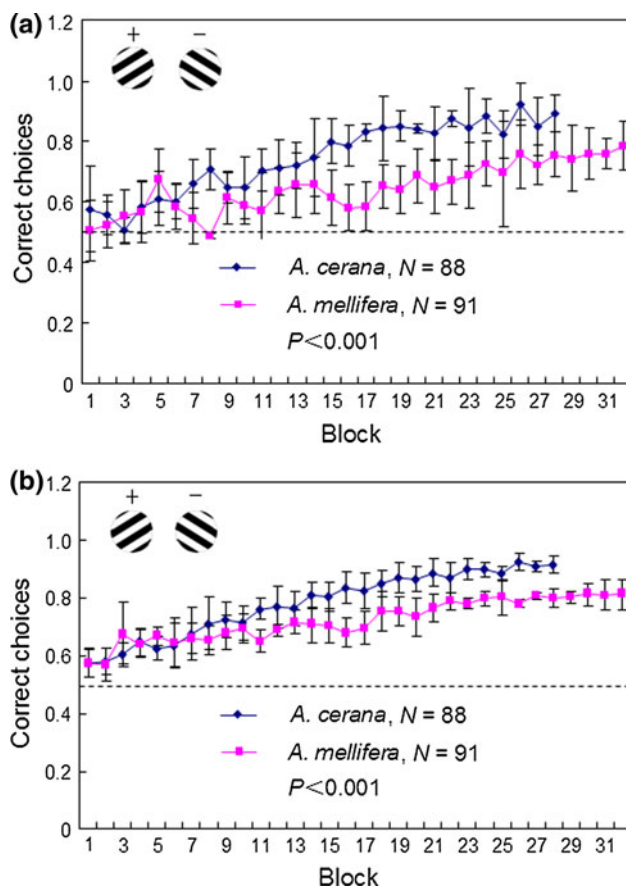 (a)
1.2
+ −
1.0
0.8
0.6
0.4
0.2
0
Correct choices
A. cerana, N = 88
A. mellifera, N = 91
P<0.001
1 3 5 7 9 11 13 15 17 19 21 23 25 27 29 31
Block
(b)
1.2
+ −
1.0
0.8
0.6
0.4
0.2
0
Correct choices
A. cerana, N = 88
A. mellifera, N = 91
P<0.001
1 3 5 7 9 11 13 15 17 19 21 23 25 27 29 31
Block